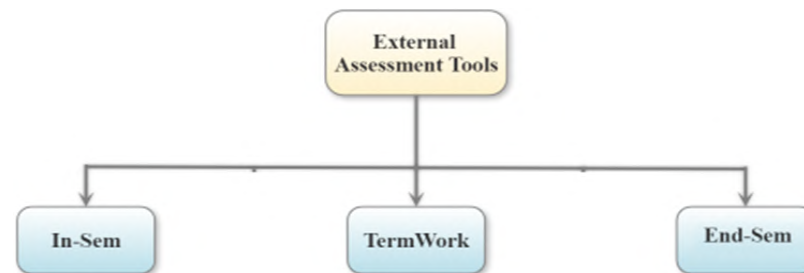 External
Assessment Tools
In-Sem
TermWork
End-Sem